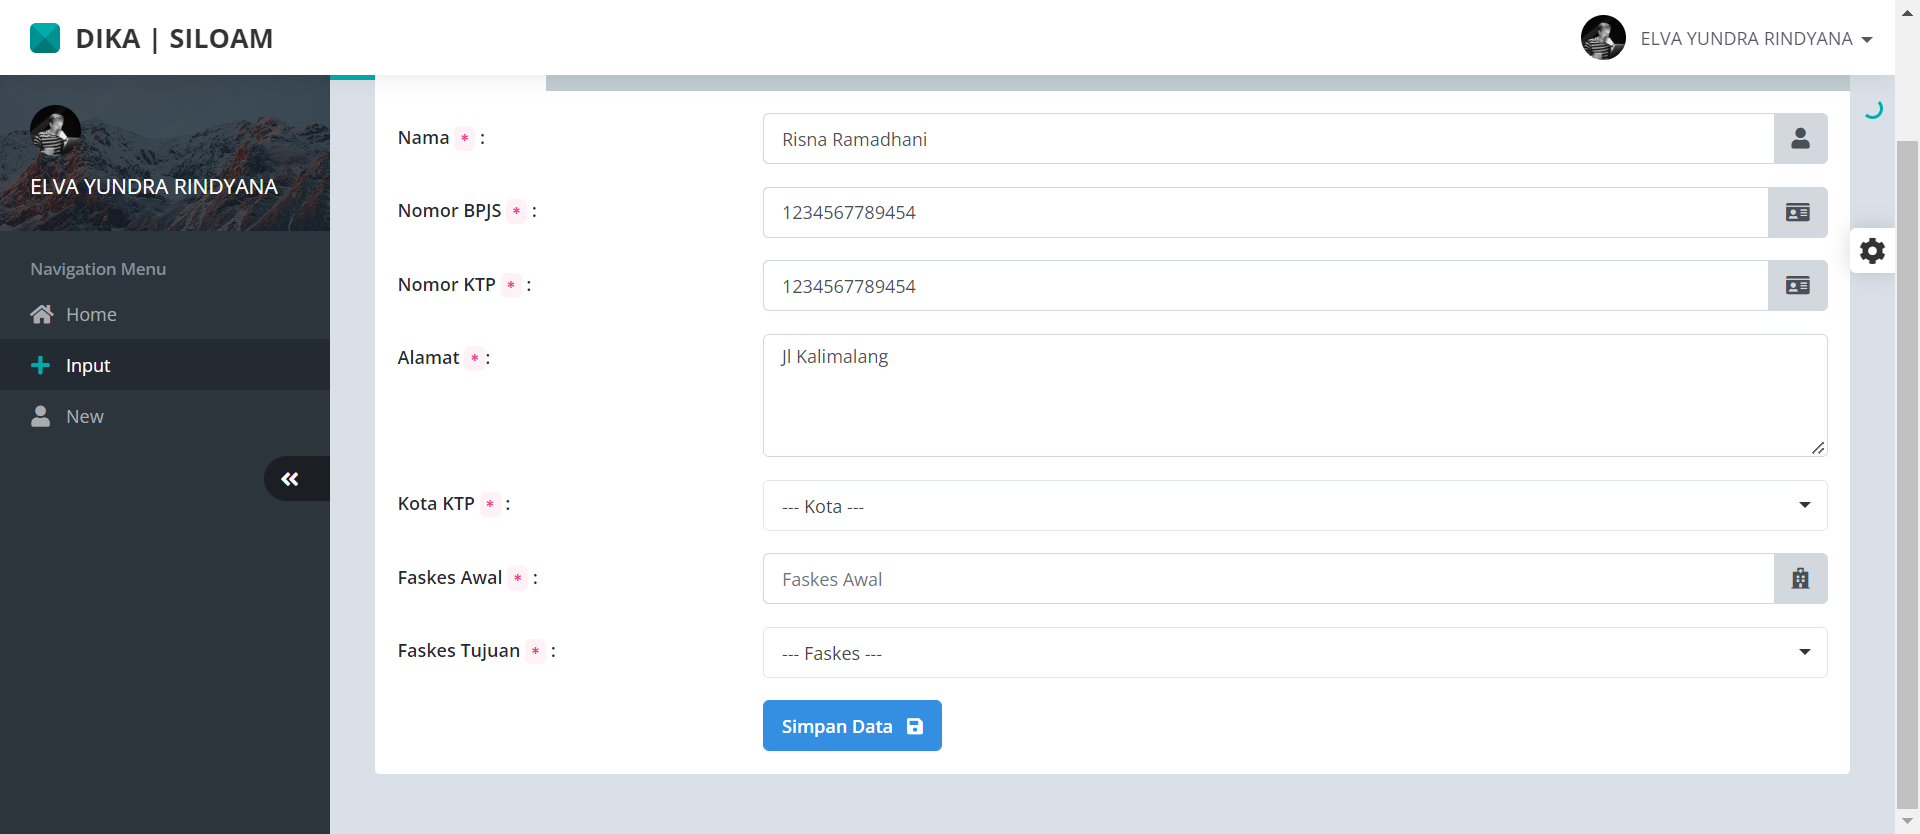 DIKA | SILOAM
ELVA YUNDRA RINDYANA
ELVA YUNDRA RINDYANA
Navigation Menu
Home
Input
New
Nama * :
Risna Ramadhani
Nomor BPJS * :
1234567789454
Nomor KTP * :
1234567789454
Alamat * :
Jl Kalimalang
Kota KTP * :
--- Kota ---
Faskes Awal * :
Faskes Awal
Faskes Tujuan * :
--- Faskes ---
Simpan Data